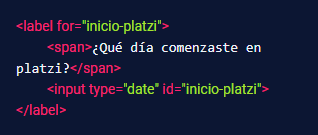 <label for="inicio-platzi">
<span>¿Qué día comenzaste en
platzi?</span>
<input type="date" id="inicio-platzi">
</label>